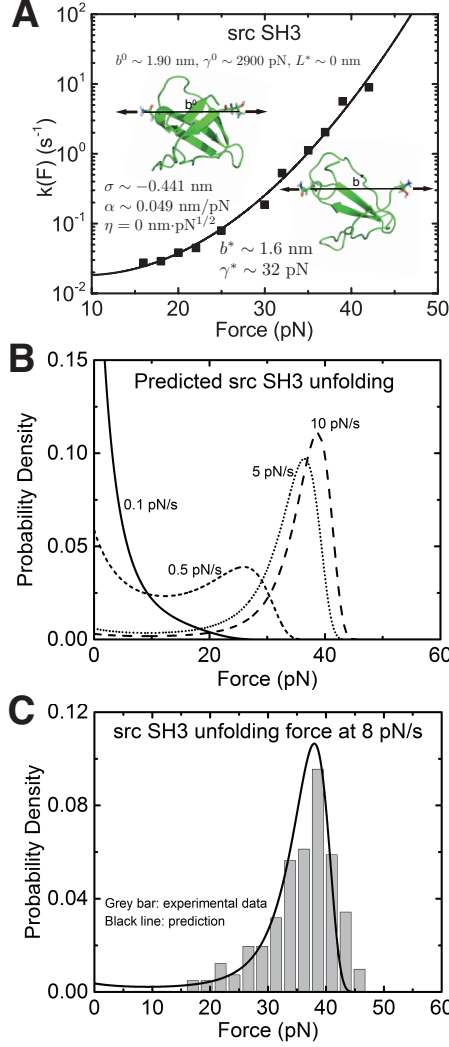 A
src SH3
b⁰ ∼ 1.90 nm, γ⁰ ∼ 2900 pN, L* ∼ 0 nm
b⁰
b*
σ ∼ −0.441 nm
α ∼ 0.049 nm/pN
η = 0 nm·pN^{1/2}
b* ∼ 1.6 nm
γ* ∼ 32 pN
k(F) (s⁻¹)
10²
10¹
10⁰
10⁻¹
10⁻²
10 20 30 40 50
Force (pN)
B
Predicted src SH3 unfolding
0.1 pN/s
0.5 pN/s
5 pN/s
10 pN/s
Probability Density
0.15
0.10
0.05
0.00
0 20 40 60
Force (pN)
C
src SH3 unfolding force at 8 pN/s
Grey bar: experimental data
Black line: prediction
Probability Density
0.12
0.08
0.04
0.00
0 10 20 30 40 50 60
Force (pN)